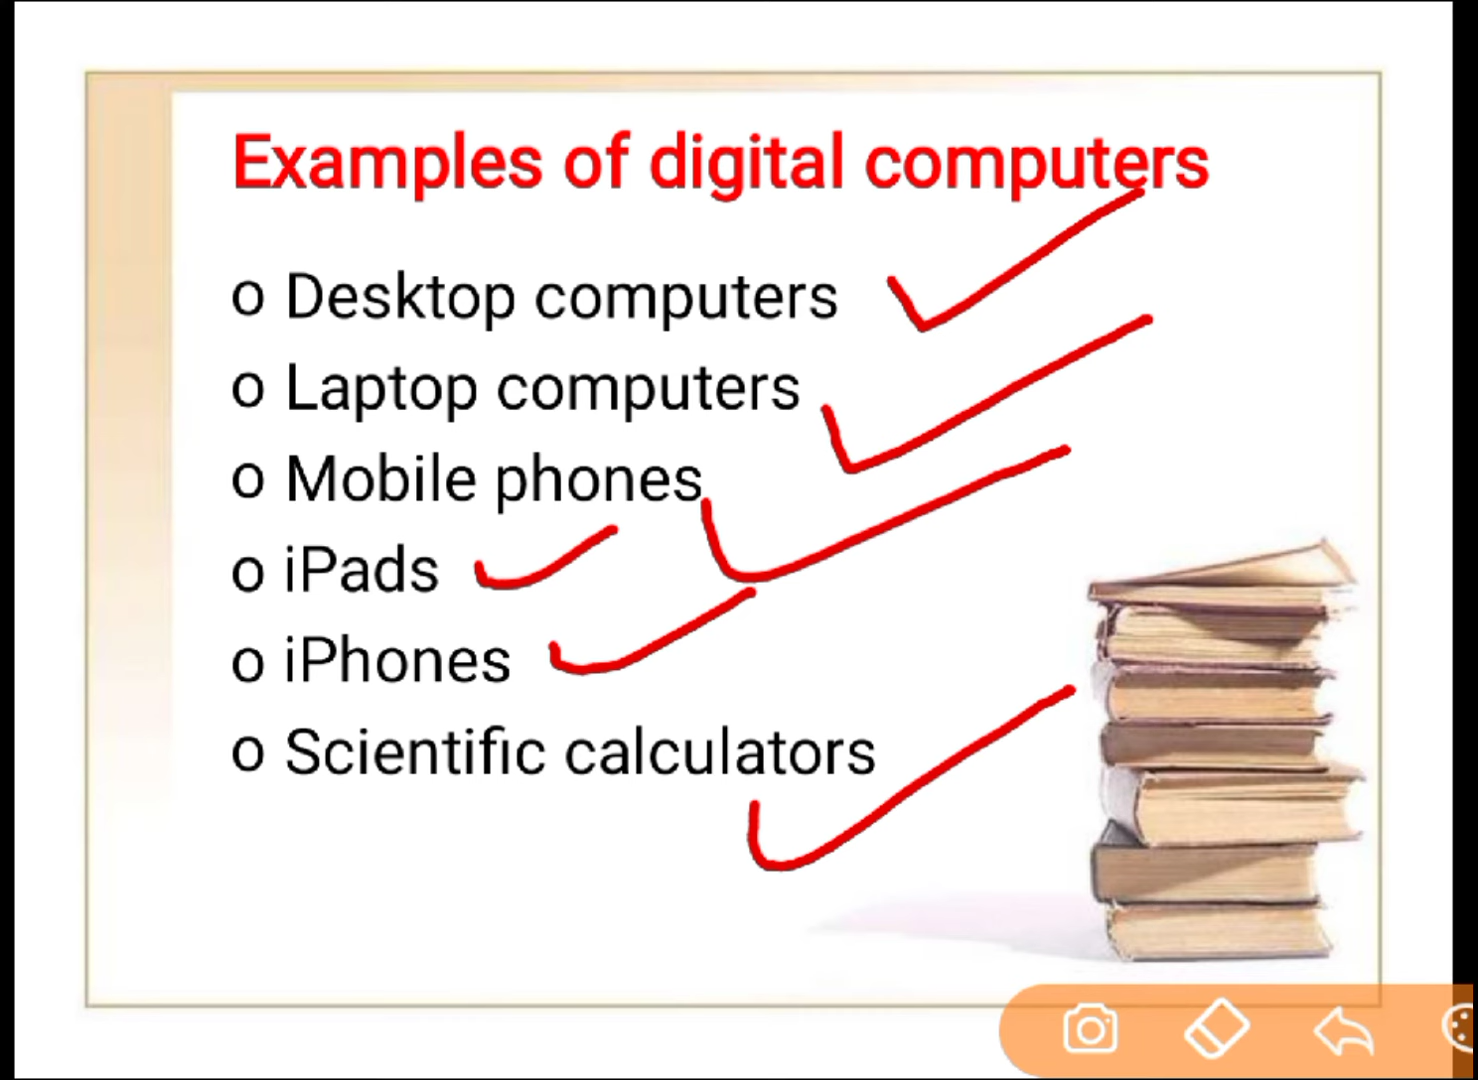 Examples of digital computers
o Desktop computers
o Laptop computers
o Mobile phones
o iPads
o iPhones
o Scientific calculators